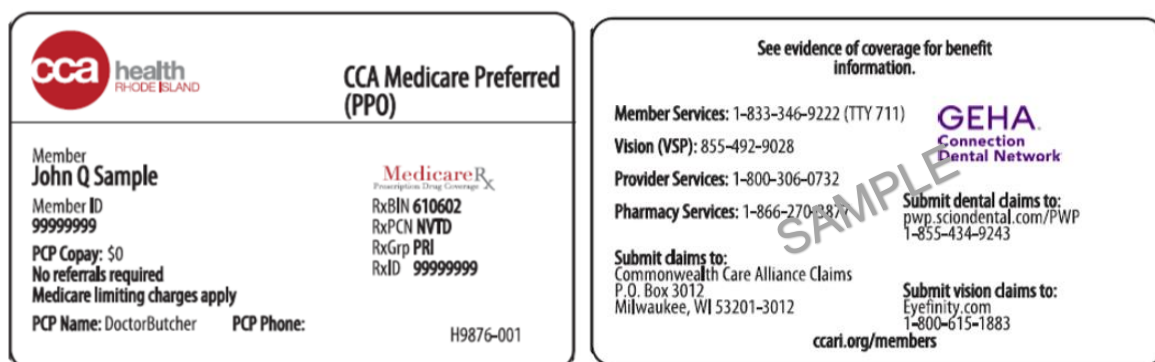 cca health
RHODE ISLAND
CCA Medicare Preferred
(PPO)
Member
John Q Sample
Member ID
99999999
PCP Copay: $0
No referrals required
Medicare limiting charges apply
PCP Name: DoctorButcher PCP Phone:
MedicareRx
Prescription Drug Coverage
RxBIN 610602
RxPCN NVTD
RxGrp PRI
RxID 99999999
H9876-001
See evidence of coverage for benefit
information.
Member Services: 1-833-346-9222 (TTY 711)
Vision (VSP): 855-492-9028
Provider Services: 1-800-306-0732
Pharmacy Services: 1-866-270-3877
Submit claims to:
Commonwealth Care Alliance Claims
P.O. Box 3012
Milwaukee, WI 53201-3012
GEHA
Connection
Dental Network
SAMPLE
Submit dental claims to:
pwp.sciondental.com/PWP
1-855-434-9243
Submit vision claims to:
Eyefinity.com
1-800-615-1883
ccari.org/members